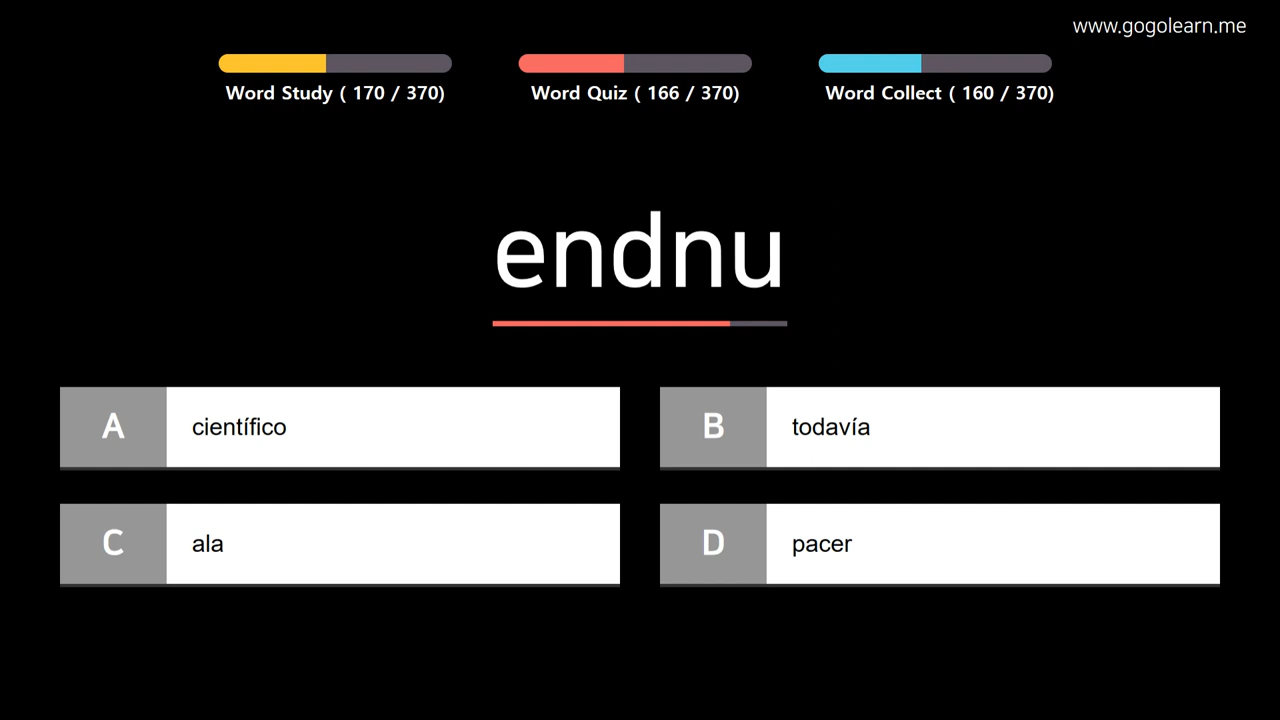 www.gogolearn.me
Word Study ( 170 / 370)
Word Quiz ( 166 / 370)
Word Collect ( 160 / 370)
endnu
A científico
B todavía
C ala
D pacer